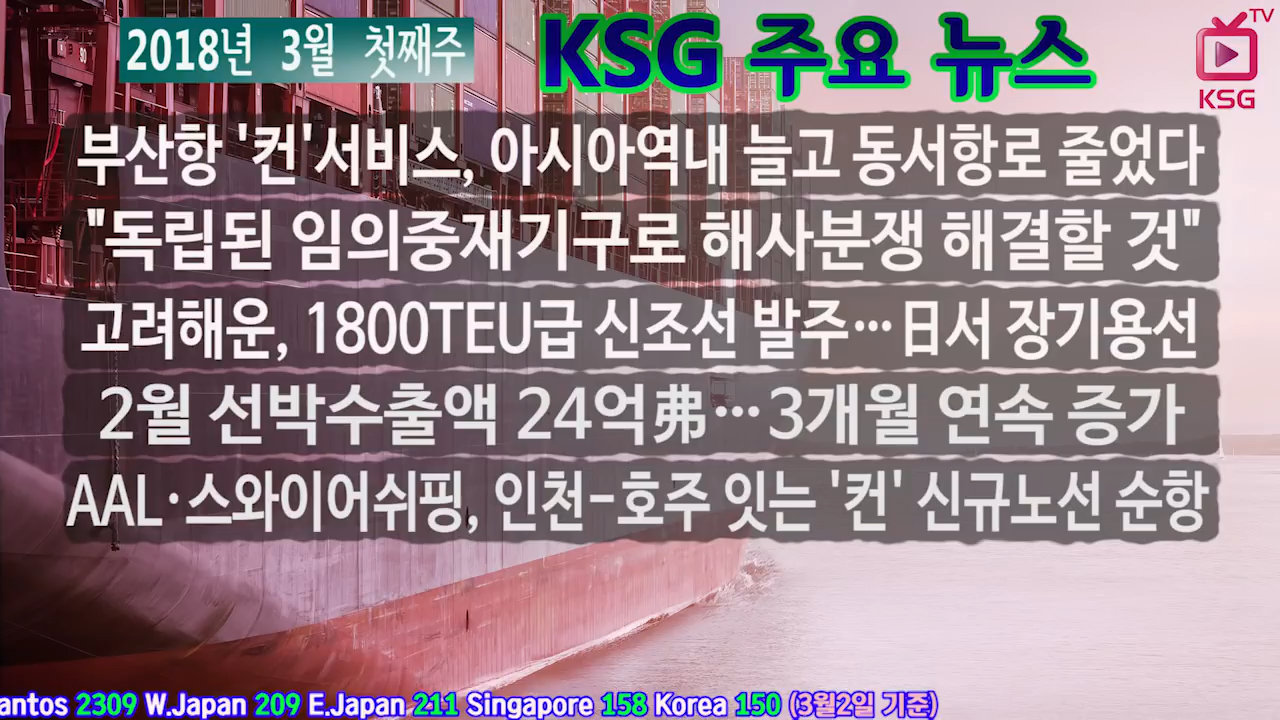 2018년 3월 첫째주
KSG 주요 뉴스
TV
KSG
부산항 '컨'서비스, 아시아역내 늘고 동서항로 줄었다
"독립된 임의중재기구로 해사분쟁 해결할 것"
고려해운, 1800TEU급 신조선 발주…日서 장기용선
2월 선박수출액 24억弗…3개월 연속 증가
AAL·스와이어쉬핑, 인천-호주 잇는 '컨' 신규노선 순항
antos 2309 W.Japan 209 E.Japan 211 Singapore 158 Korea 150 (3월2일 기준)